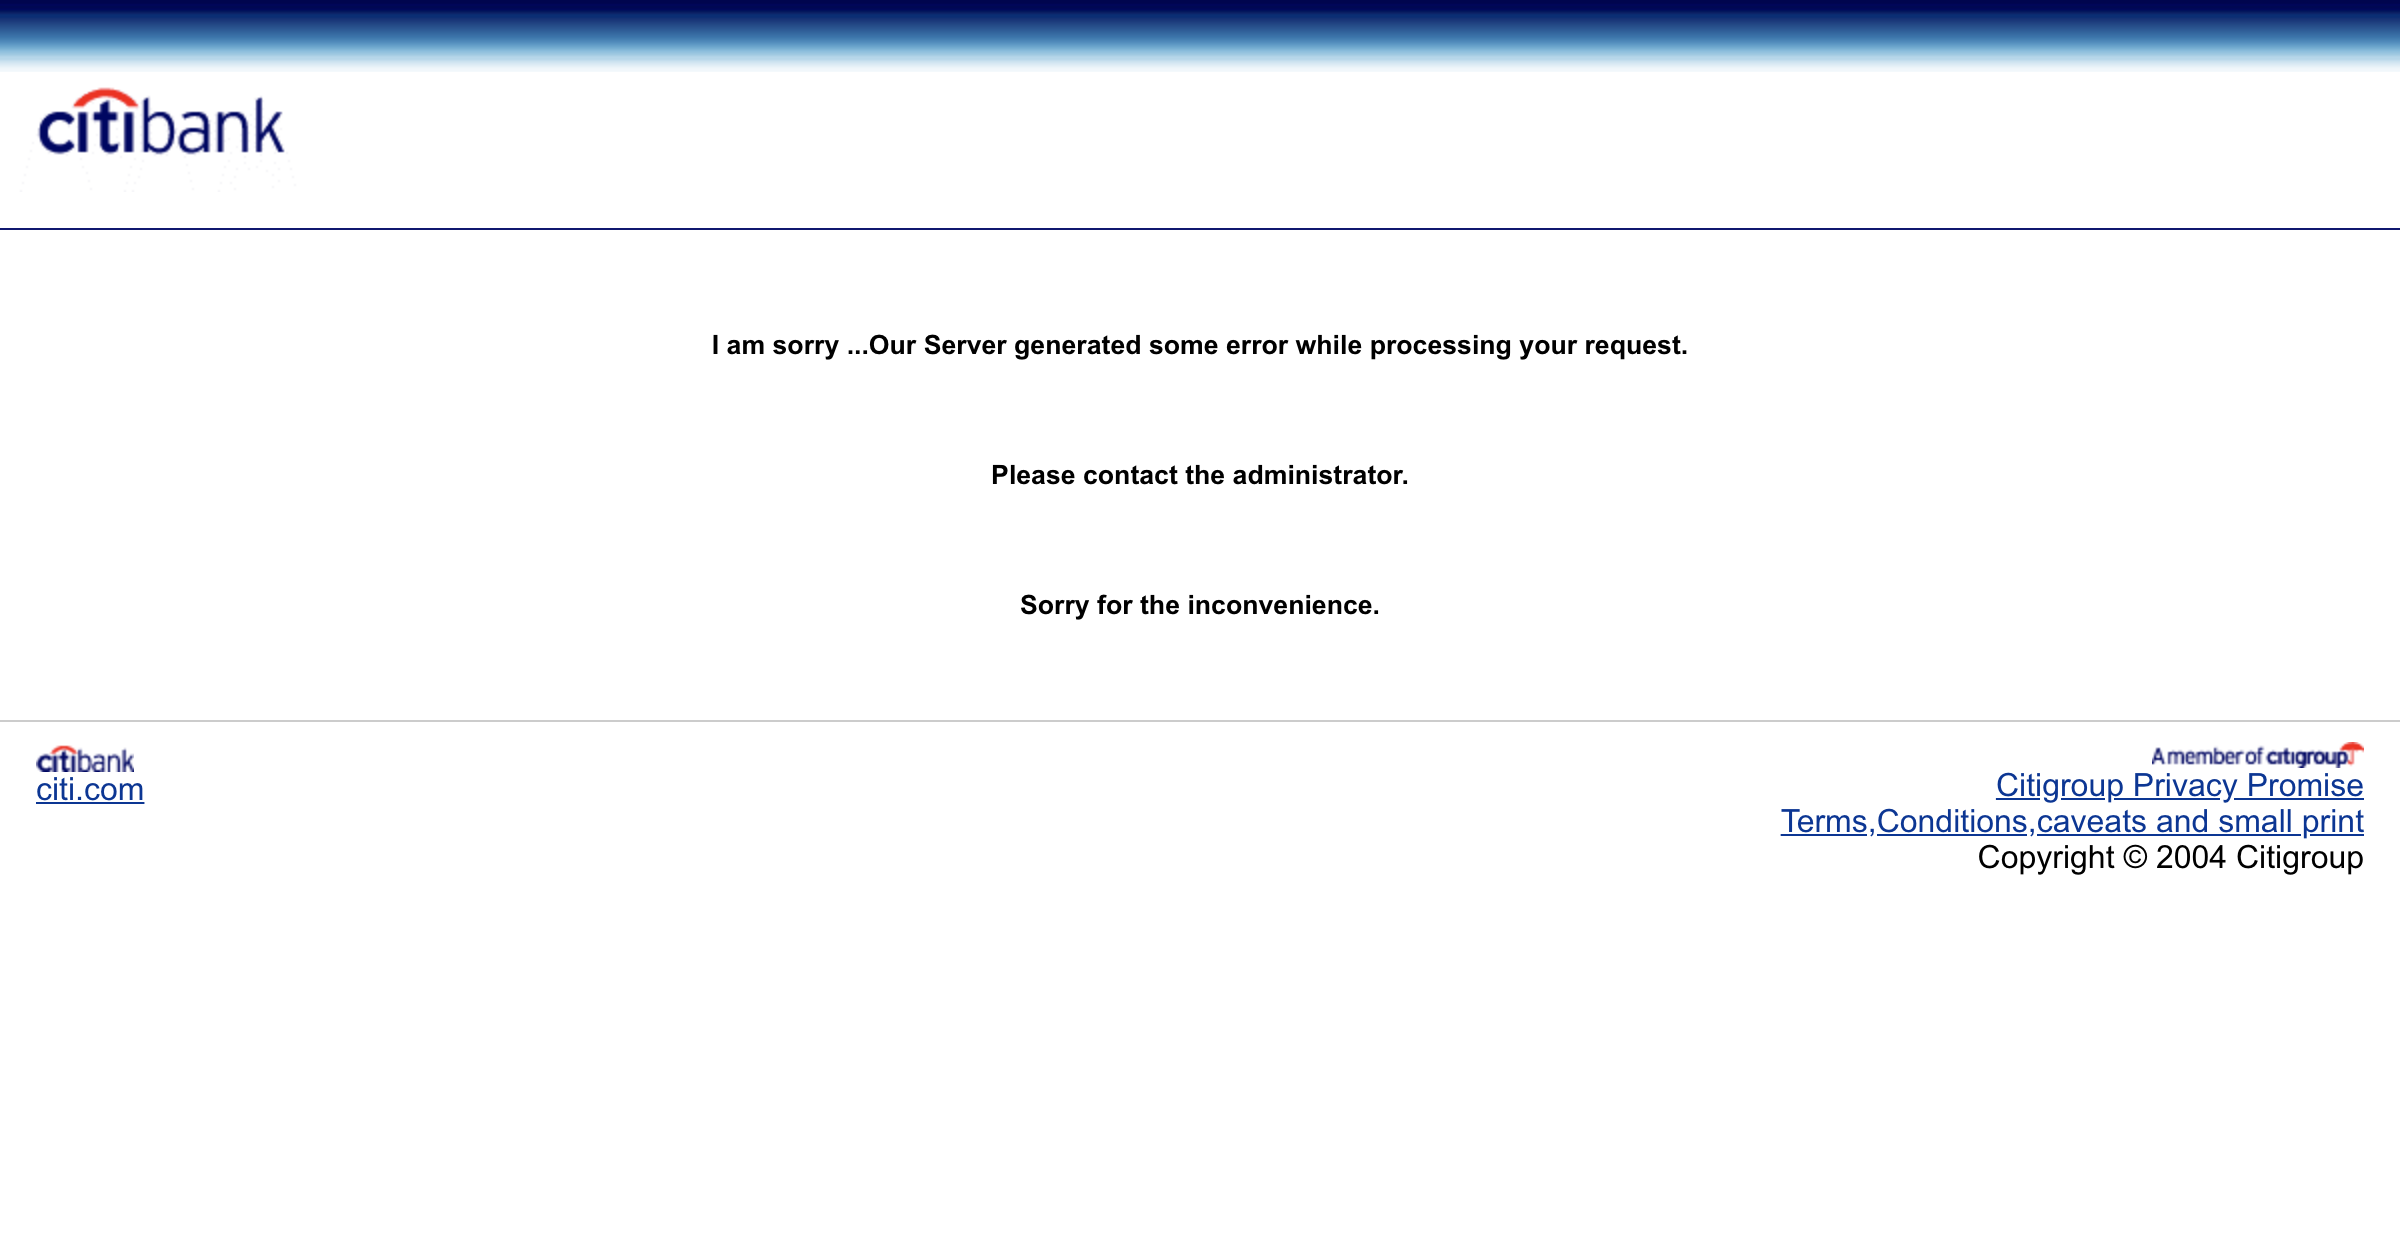 citibank
I am sorry ...Our Server generated some error while processing your request.
Please contact the administrator.
Sorry for the inconvenience.
citibank
citi.com
A member of citigroup
Citigroup Privacy Promise
Terms,Conditions,caveats and small print
Copyright © 2004 Citigroup